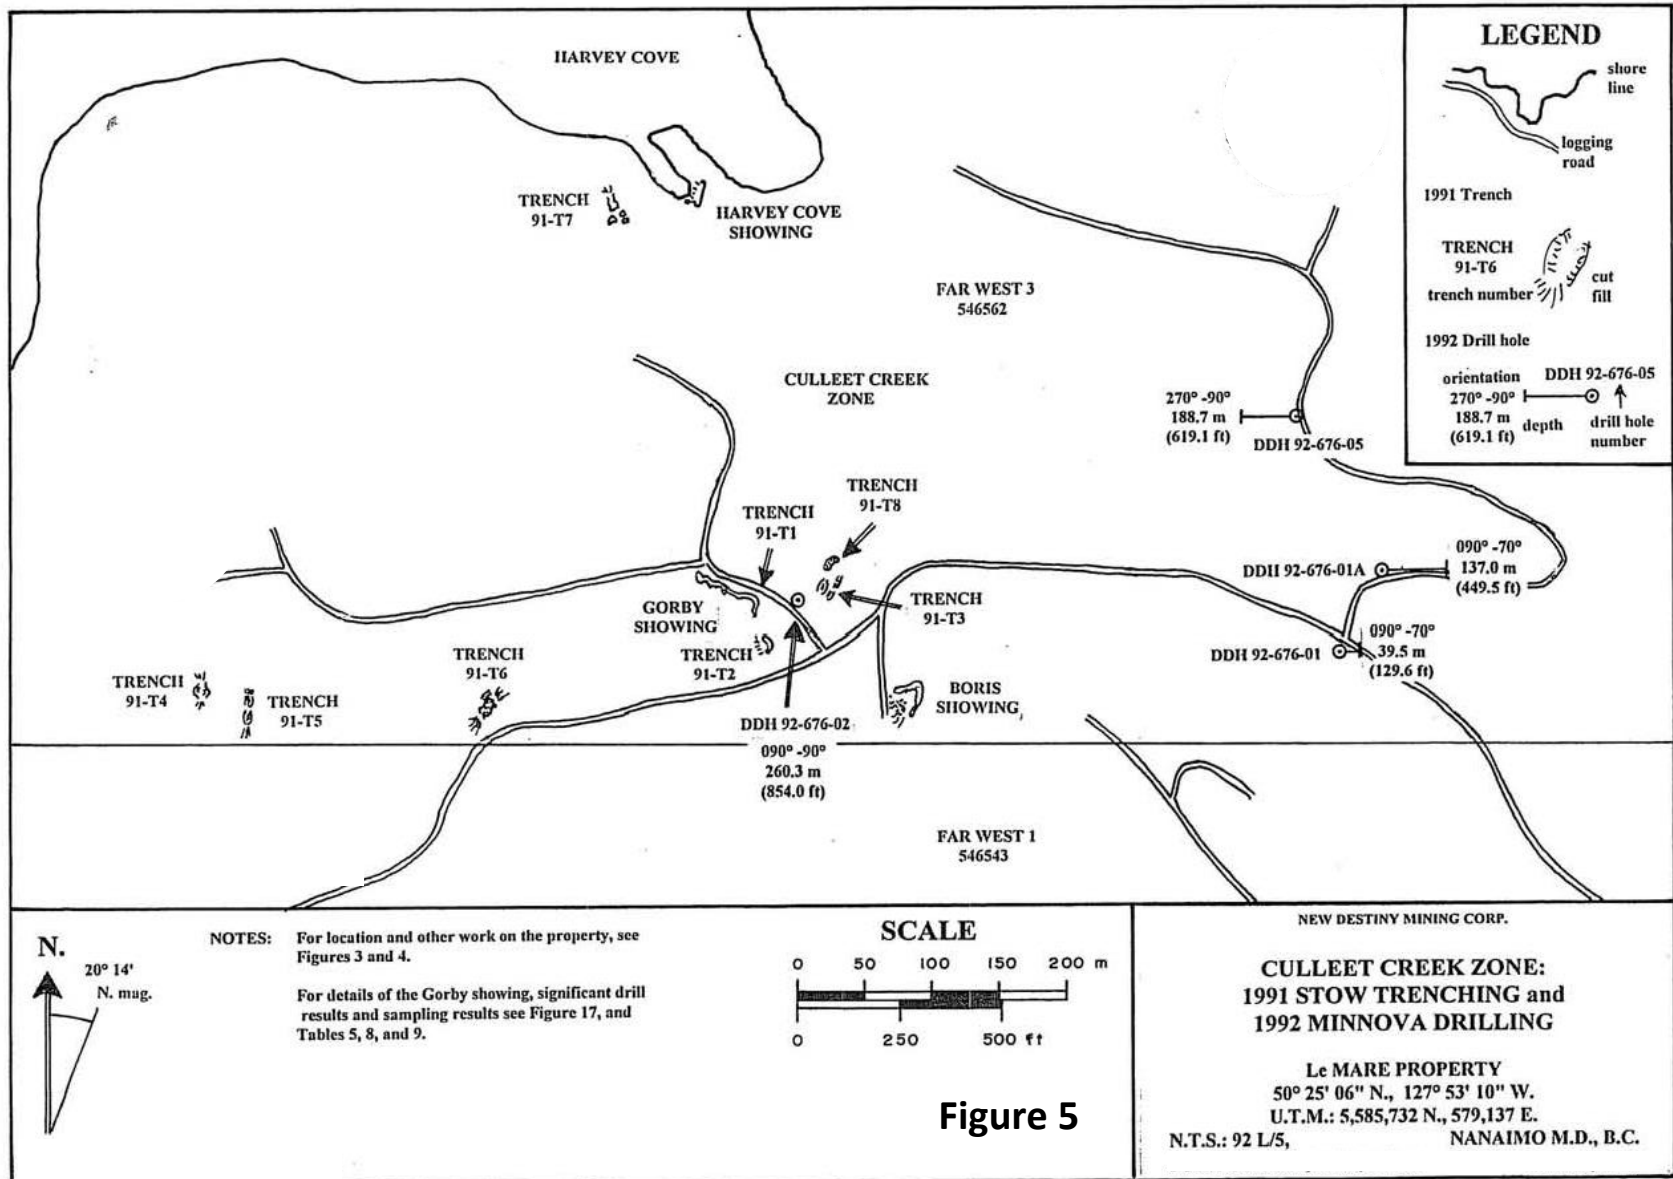 HARVEY COVE
TRENCH
91-T7
HARVEY COVE
SHOWING
FAR WEST 3
546562
CULLEET CREEK
ZONE
270° -90°
188.7 m
(619.1 ft)
DDH 92-676-05
TRENCH
91-T8
TRENCH
91-T1
DDH 92-676-01A
090° -70°
137.0 m
(449.5 ft)
GORBY
SHOWING
TRENCH
91-T3
TRENCH
91-T2
TRENCH
91-T6
DDH 92-676-01
090° -70°
39.5 m
(129.6 ft)
TRENCH
91-T4
TRENCH
91-T5
BORIS
SHOWING
DDH 92-676-02
090° -90°
260.3 m
(854.0 ft)
FAR WEST 1
546543
LEGEND
shore
line
logging
road
1991 Trench
TRENCH
91-T6
trench number
cut
fill
1992 Drill hole
orientation DDH 92-676-05
270° -90°
188.7 m
(619.1 ft) depth
drill hole
number
N.
20° 14'
N. mag.
NOTES: For location and other work on the property, see
Figures 3 and 4.
For details of the Gorby showing, significant drill
results and sampling results see Figure 17, and
Tables 5, 8, and 9.
SCALE
0 50 100 150 200 m
0 250 500 ft
Figure 5
NEW DESTINY MINING CORP.
CULLEET CREEK ZONE:
1991 STOW TRENCHING and
1992 MINNOVA DRILLING
Le MARE PROPERTY
50° 25' 06" N., 127° 53' 10" W.
U.T.M.: 5,585,732 N., 579,137 E.
N.T.S.: 92 L/5, NANAIMO M.D., B.C.